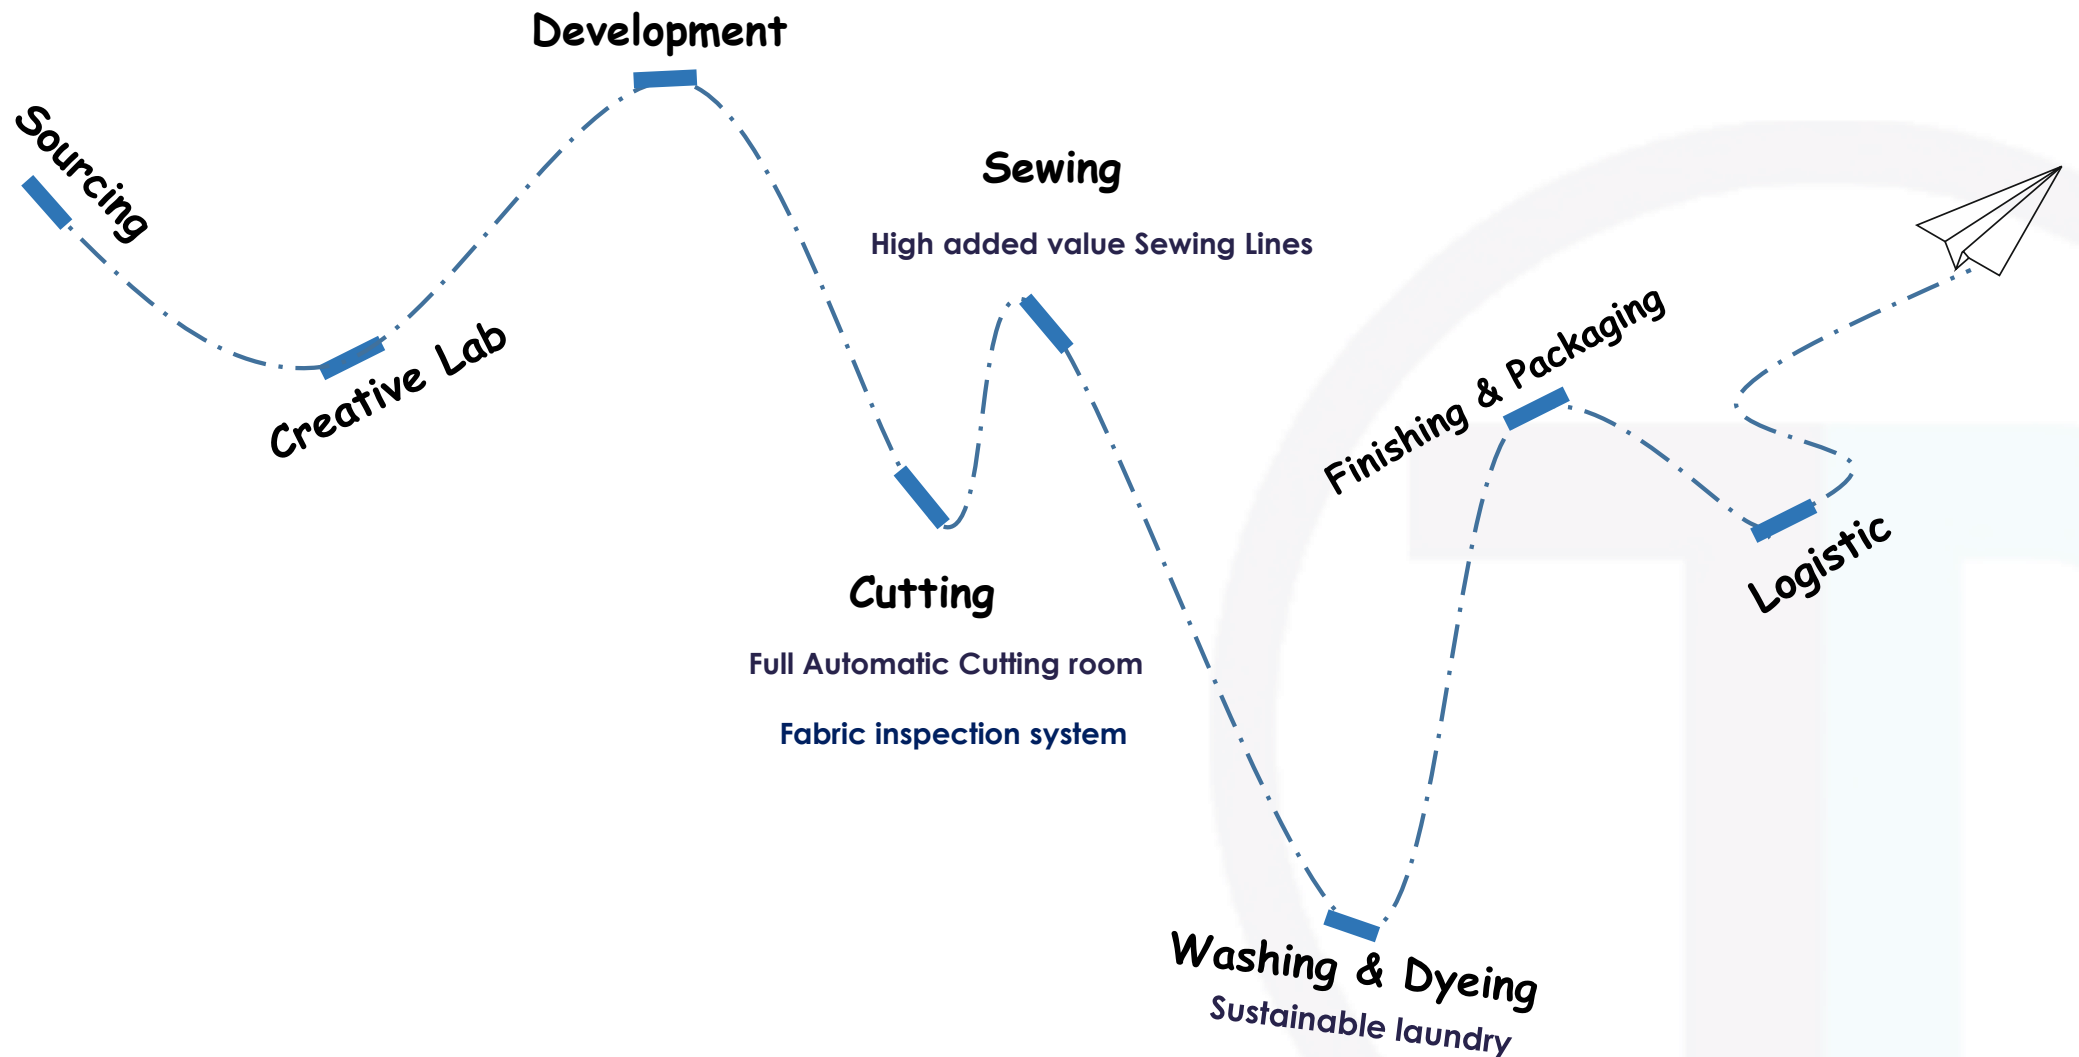 Sourcing
Creative Lab
Development
Cutting
Full Automatic Cutting room
Fabric inspection system
Sewing
High added value Sewing Lines
Washing & Dyeing
Sustainable laundry
Finishing & Packaging
Logistic